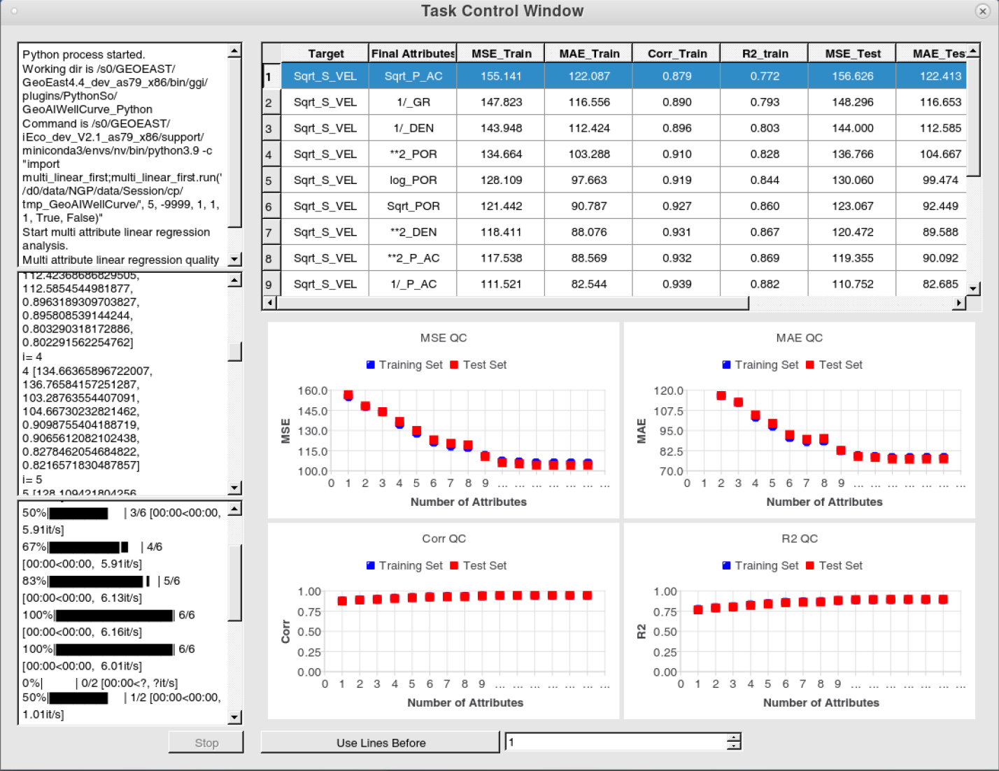 Task Control Window
Python process started.
Working dir is /s0/GEOEAST/
GeoEast4.4_dev_as79_x86/bin/ggi/
plugins/PythonSo/
GeoAIWellCurve_Python
Command is /s0/GEOEAST/
iEco_dev_V2.1_as79_x86/support/
miniconda3/envs/nv/bin/python3.9 -c
"import
multi_linear_first;multi_linear_first.run('
/d0/data/NGP/data/Session/cp/
tmp_GeoAIWellCurve/', 5, -9999, 1, 1,
1, True, False)"
Start multi attribute linear regression
analysis.
Multi attribute linear regression quality
112.42368686829505,
112.5854544981877,
0.8963189309703827,
0.895808539144244,
0.803290318172886,
0.802291562254762]
i= 4
4 [134.66365896722007,
136.76584157251287,
103.28763554407091,
104.66730232821462,
0.9098755404188719,
0.9065612082102438,
0.8278462054684822,
0.8216571830487857]
i= 5
5 [128.109421804256
50%| | 3/6 [00:00<00:00,
5.91it/s]
67%| | 4/6
[00:00<00:00, 5.91it/s]
83%| | 5/6
[00:00<00:00, 6.13it/s]
100%| | 6/6
[00:00<00:00, 6.16it/s]
100%| | 6/6
[00:00<00:00, 6.01it/s]
0%| | 0/2 [00:00<?, ?it/s]
50%| | 1/2 [00:00<00:00,
1.01it/s]
Stop
Target Final Attributes MSE_Train MAE_Train Corr_Train R2_train MSE_Test MAE_Tes
1 Sqrt_S_VEL Sqrt_P_AC 155.141 122.087 0.879 0.772 156.626 122.413
2 Sqrt_S_VEL 1/_GR 147.823 116.556 0.890 0.793 148.296 116.653
3 Sqrt_S_VEL 1/_DEN 143.948 112.424 0.896 0.803 144.000 112.585
4 Sqrt_S_VEL **2_POR 134.664 103.288 0.910 0.828 136.766 104.667
5 Sqrt_S_VEL log_POR 128.109 97.663 0.919 0.844 130.060 99.474
6 Sqrt_S_VEL Sqrt_POR 121.442 90.787 0.927 0.860 123.067 92.449
7 Sqrt_S_VEL **2_DEN 118.411 88.076 0.931 0.867 120.472 89.588
8 Sqrt_S_VEL **2_P_AC 117.538 88.569 0.932 0.869 119.355 90.092
9 Sqrt_S_VEL 1/_P_AC 111.521 82.544 0.939 0.882 110.752 82.685
MSE QC
Training Set Test Set
160.0
145.0
130.0
115.0
100.0
MSE
0 1 2 3 4 5 6 7 8 9 ... ... ... ... ... ... ...
Number of Attributes
MAE QC
Training Set Test Set
120.0
107.5
95.0
82.5
70.0
MAE
0 1 2 3 4 5 6 7 8 9 ... ... ... ... ... ... ...
Number of Attributes
Corr QC
Training Set Test Set
1.00
0.75
0.50
0.25
0.00
Corr
0 1 2 3 4 5 6 7 8 9 ... ... ... ... ... ... ...
Number of Attributes
R2 QC
Training Set Test Set
1.00
0.75
0.50
0.25
0.00
R2
0 1 2 3 4 5 6 7 8 9 ... ... ... ... ... ... ...
Number of Attributes
Use Lines Before
1